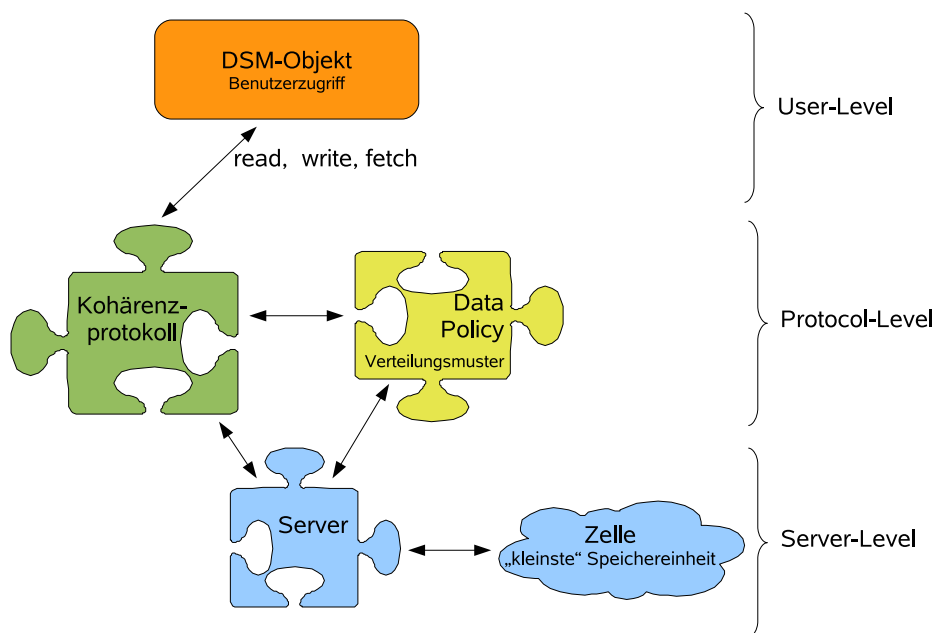 DSM-Objekt
Benutzerzugriff
User-Level
read, write, fetch
Kohärenz-
protokoll
Data
Policy
Verteilungsmuster
Protocol-Level
Server
Zelle
„kleinste“ Speichereinheit
Server-Level